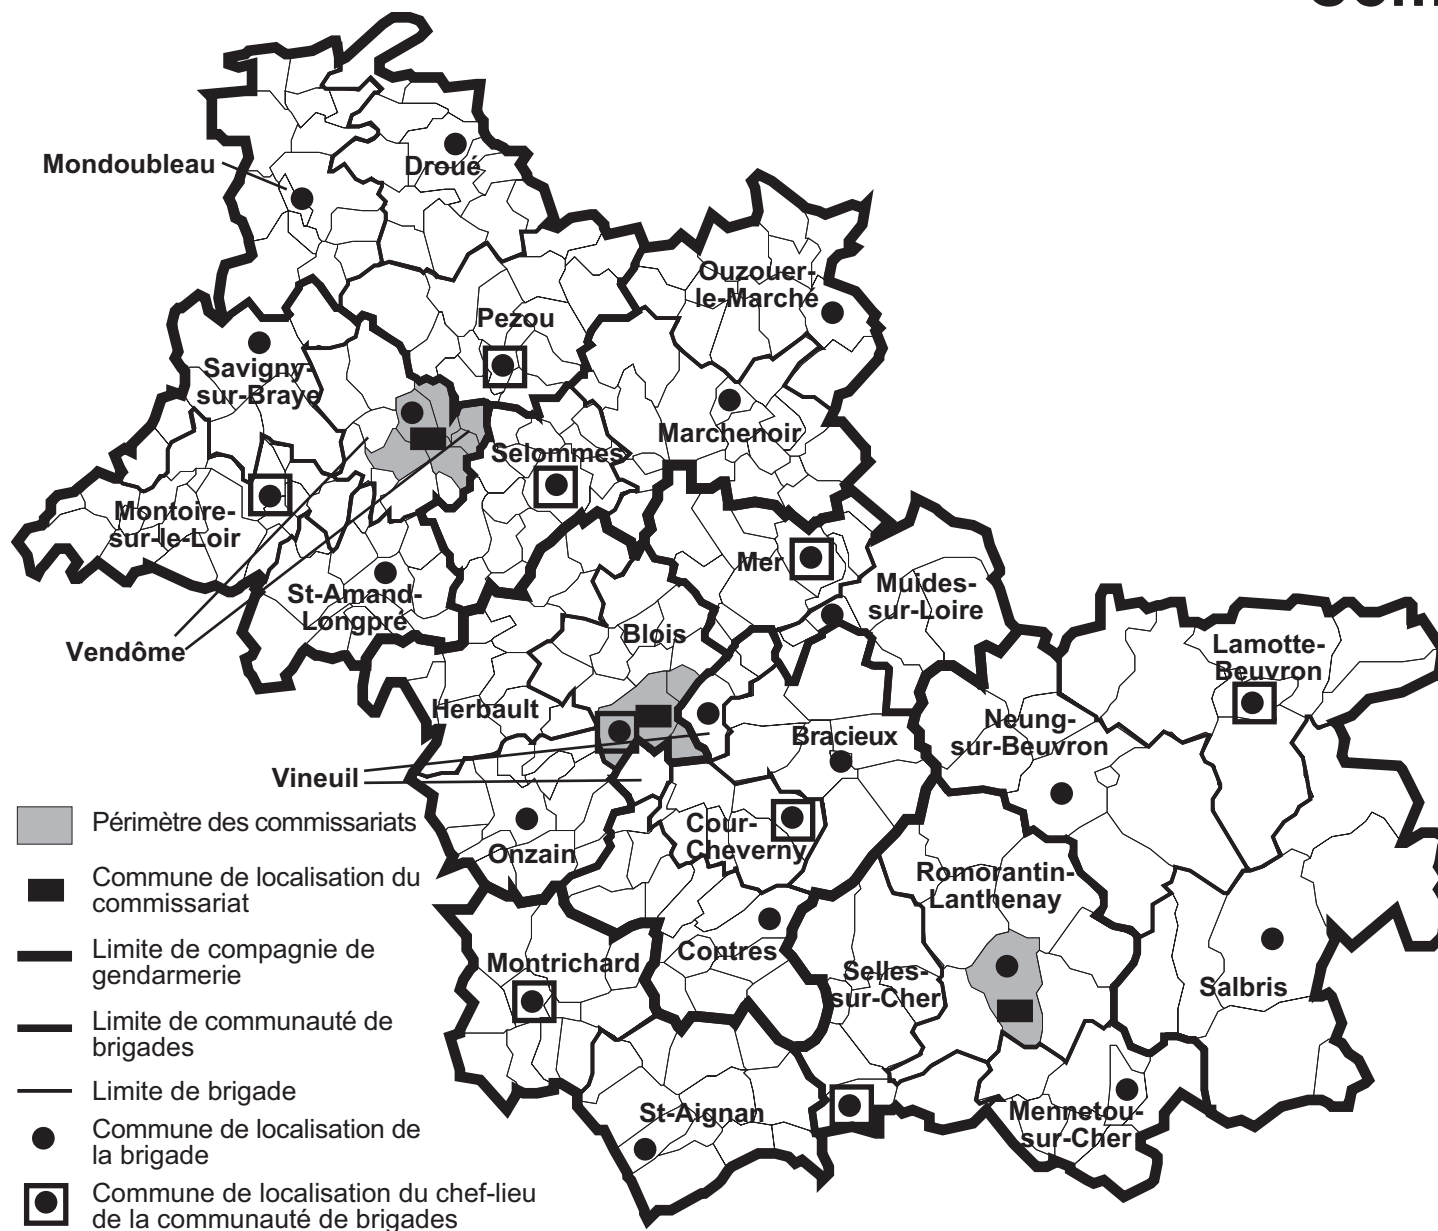 Mondoubleau
Droué
Ouzouer-
le-Marché
Pezou
Savigny-
sur-Braye
Marchenoir
Selommes
Montoire-
sur-le-Loir
Mer
Muides-
sur-Loire
St-Amand-
Longpré
Vendôme
Blois
Lamotte-
Beuvron
Herbault
Neung-
sur-Beuvron
Bracieux
Vineuil
Cour-
Cheverny
Onzain
Romorantin-
Lanthenay
Contres
Montrichard
Selles-
sur-Cher
Salbris
St-Aignan
Mennetou-
sur-Cher
Périmètre des commissariats
Commune de localisation du
commissariat
Limite de compagnie de
gendarmerie
Limite de communauté de
brigades
Limite de brigade
Commune de localisation de
la brigade
Commune de localisation du chef-lieu
de la communauté de brigades